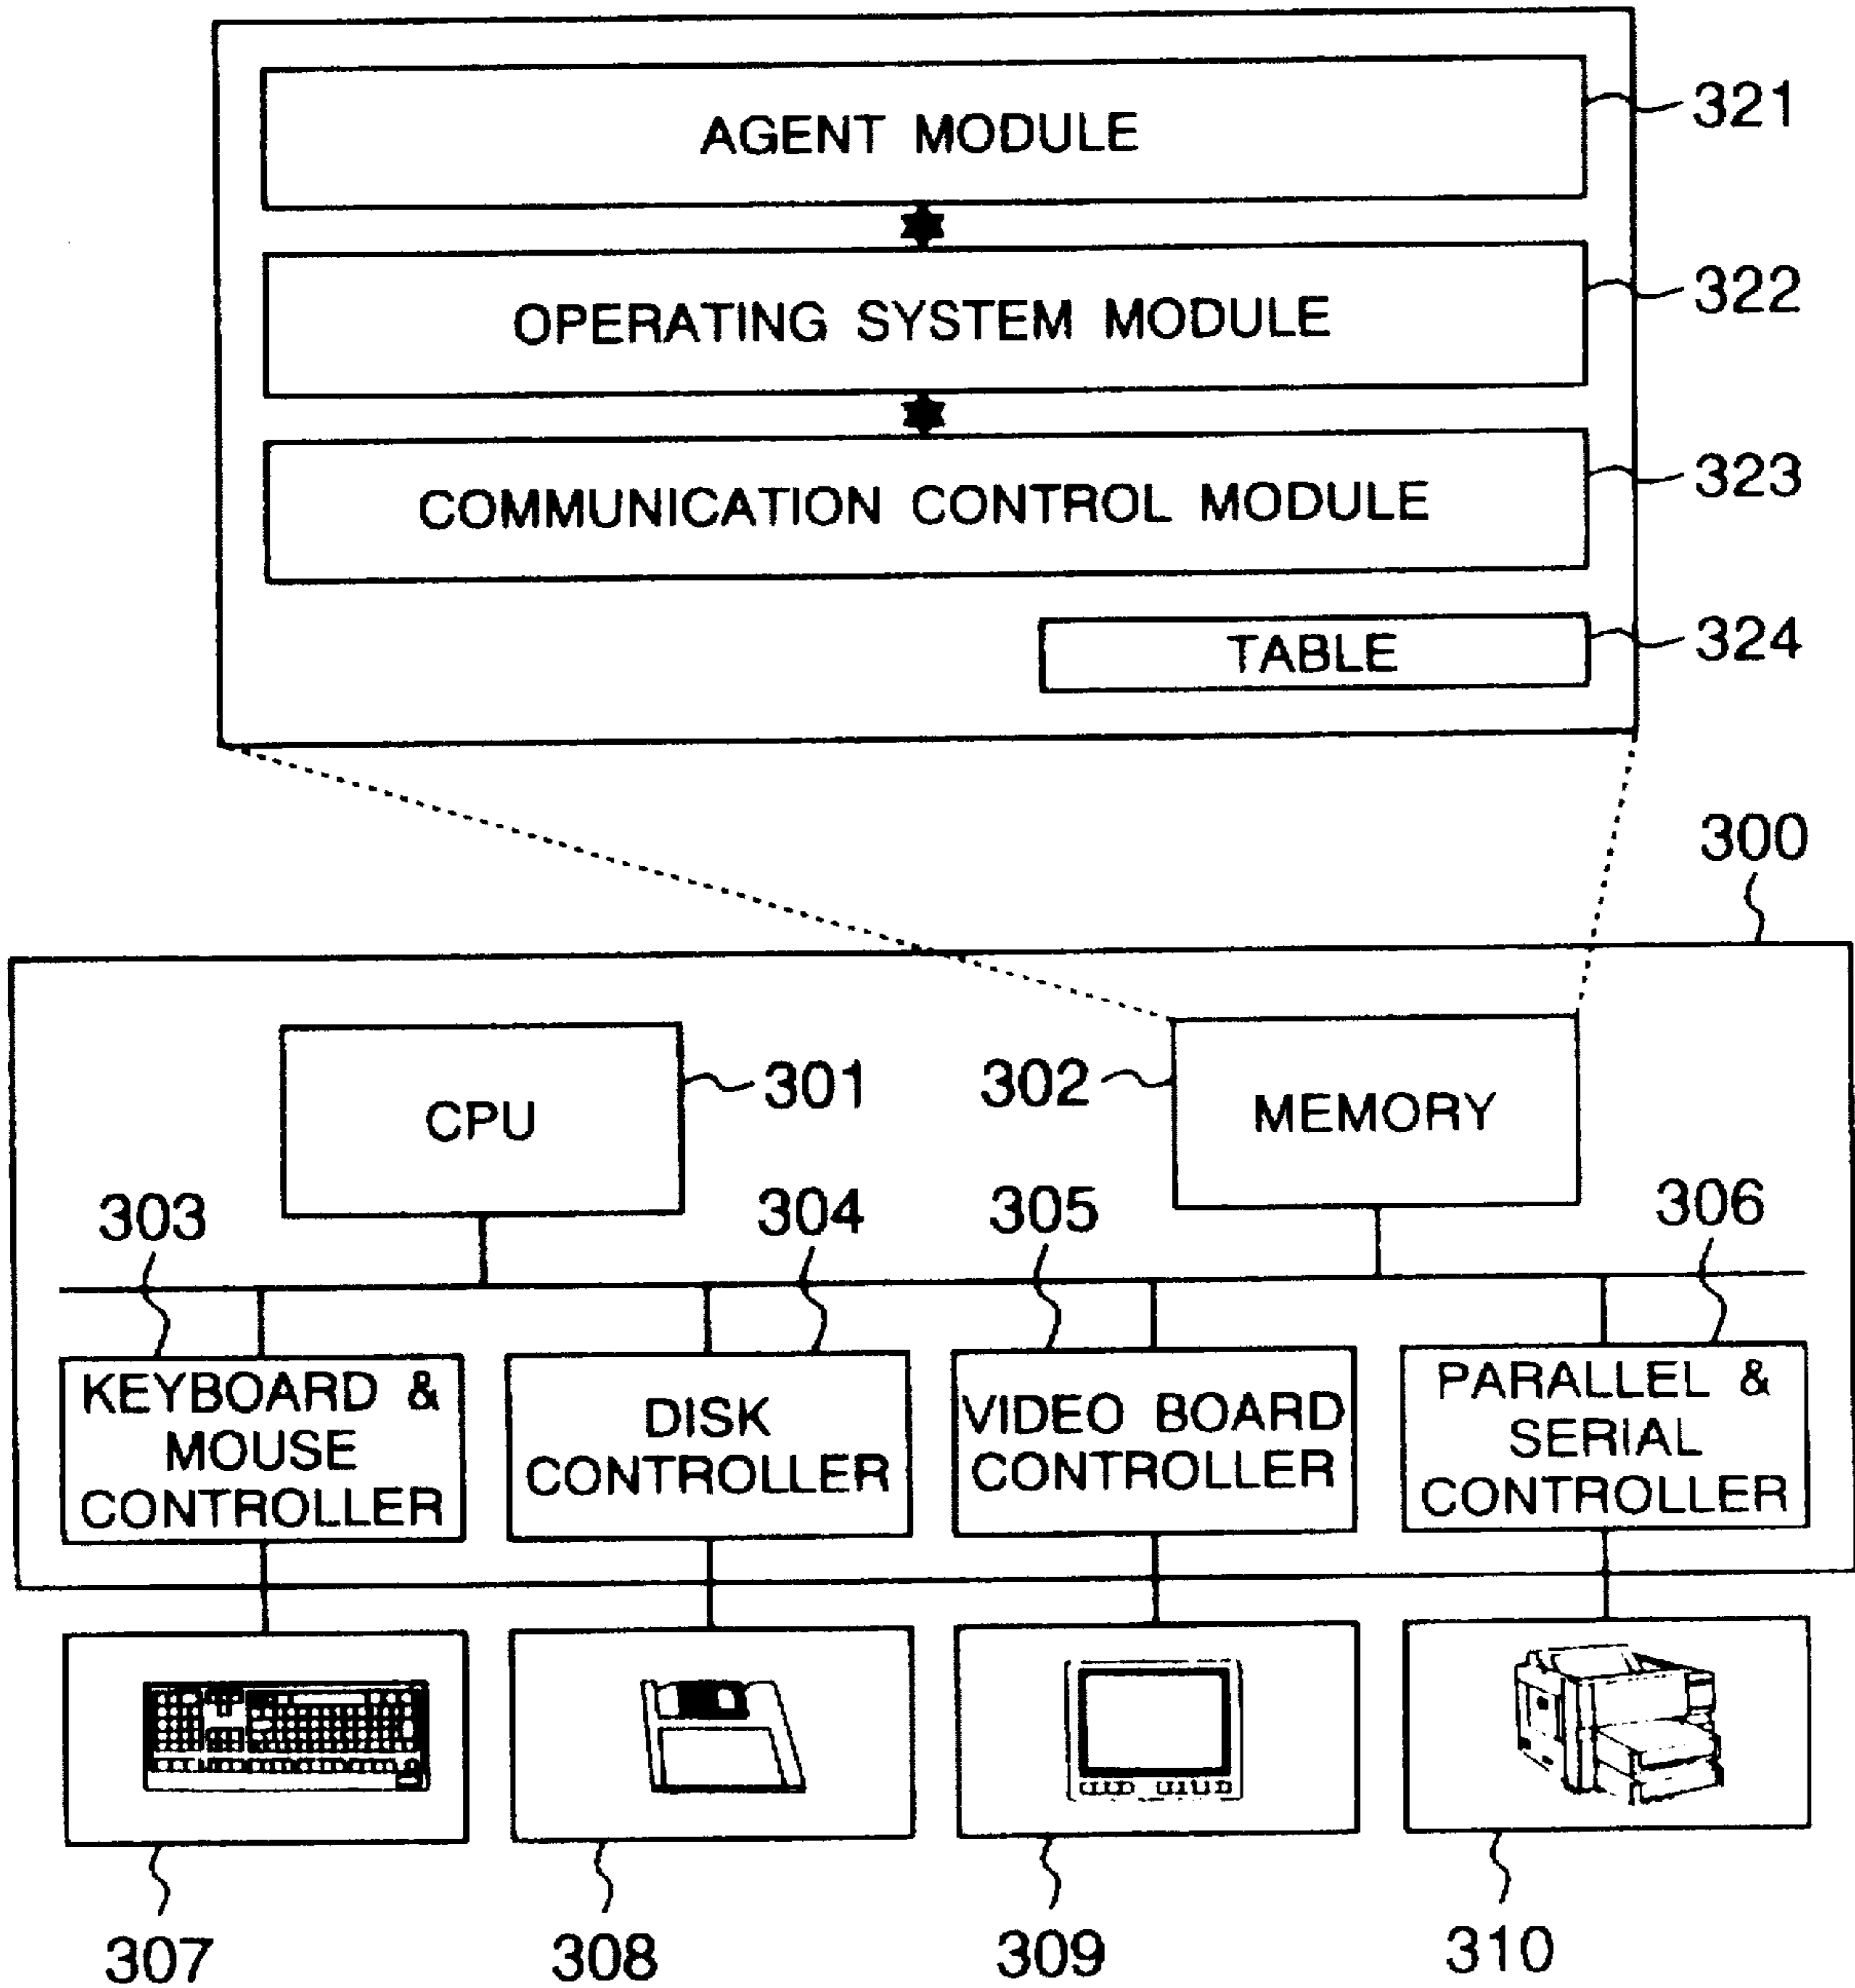 AGENT MODULE
321
OPERATING SYSTEM MODULE
322
COMMUNICATION CONTROL MODULE
323
TABLE
324
300
CPU
301
302
MEMORY
303
304
305
306
KEYBOARD &
MOUSE
CONTROLLER
DISK
CONTROLLER
VIDEO BOARD
CONTROLLER
PARALLEL &
SERIAL
CONTROLLER
307
308
309
310